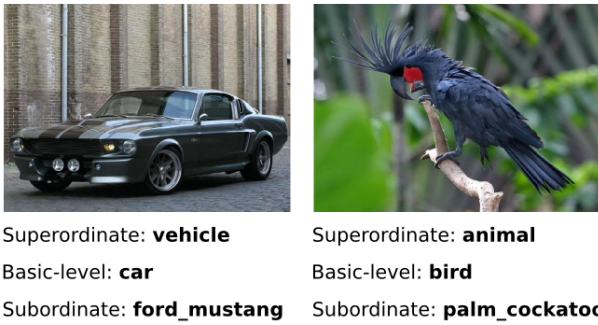 Superordinate: vehicle
Basic-level: car
Subordinate: ford_mustang
Superordinate: animal
Basic-level: bird
Subordinate: palm_cockatoo